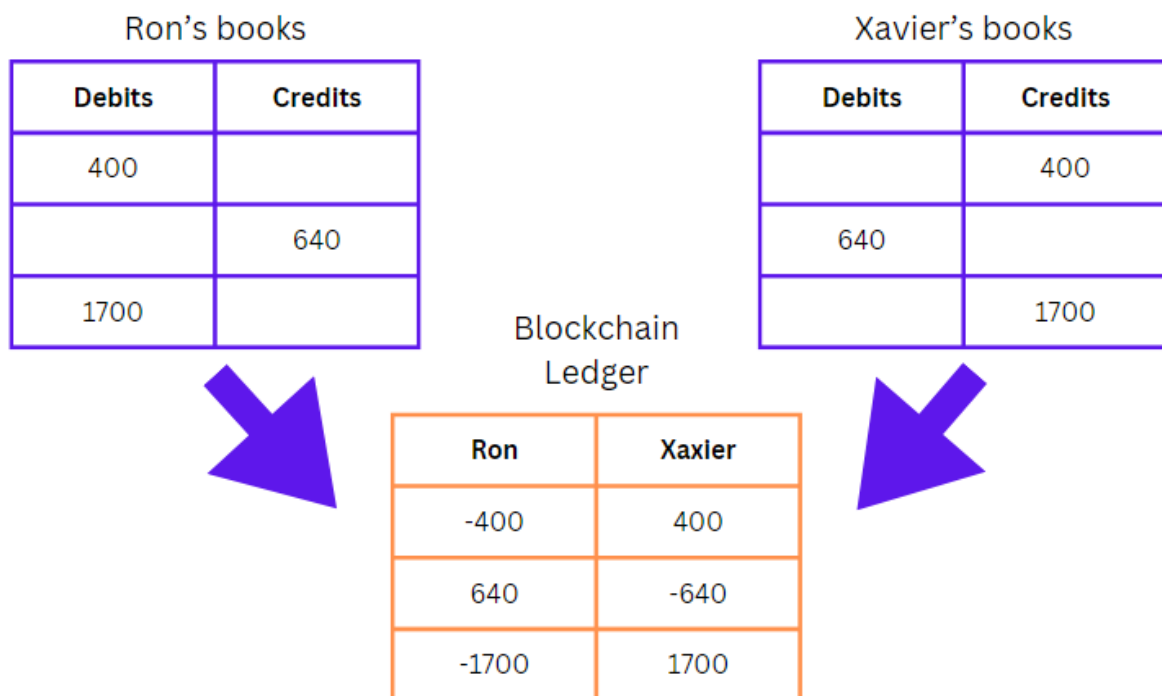 Ron’s books
Debits Credits
400
640
1700
Xavier’s books
Debits Credits
400
640
1700
Blockchain
Ledger
Ron Xaxier
-400 400
640 -640
-1700 1700